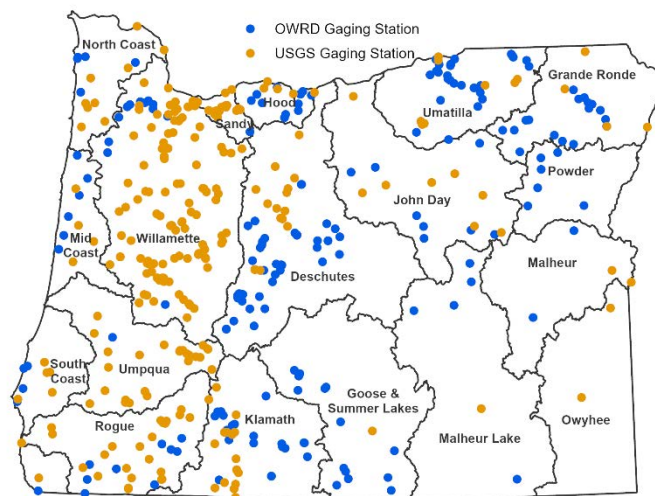 OWRD Gaging Station
USGS Gaging Station
North Coast
Hood
Sandy
Umatilla
Grande Ronde
Powder
John Day
Mid
Coast
Willamette
Deschutes
Malheur
South
Coast
Umpqua
Rogue
Klamath
Goose &
Summer Lakes
Malheur Lake
Owyhee